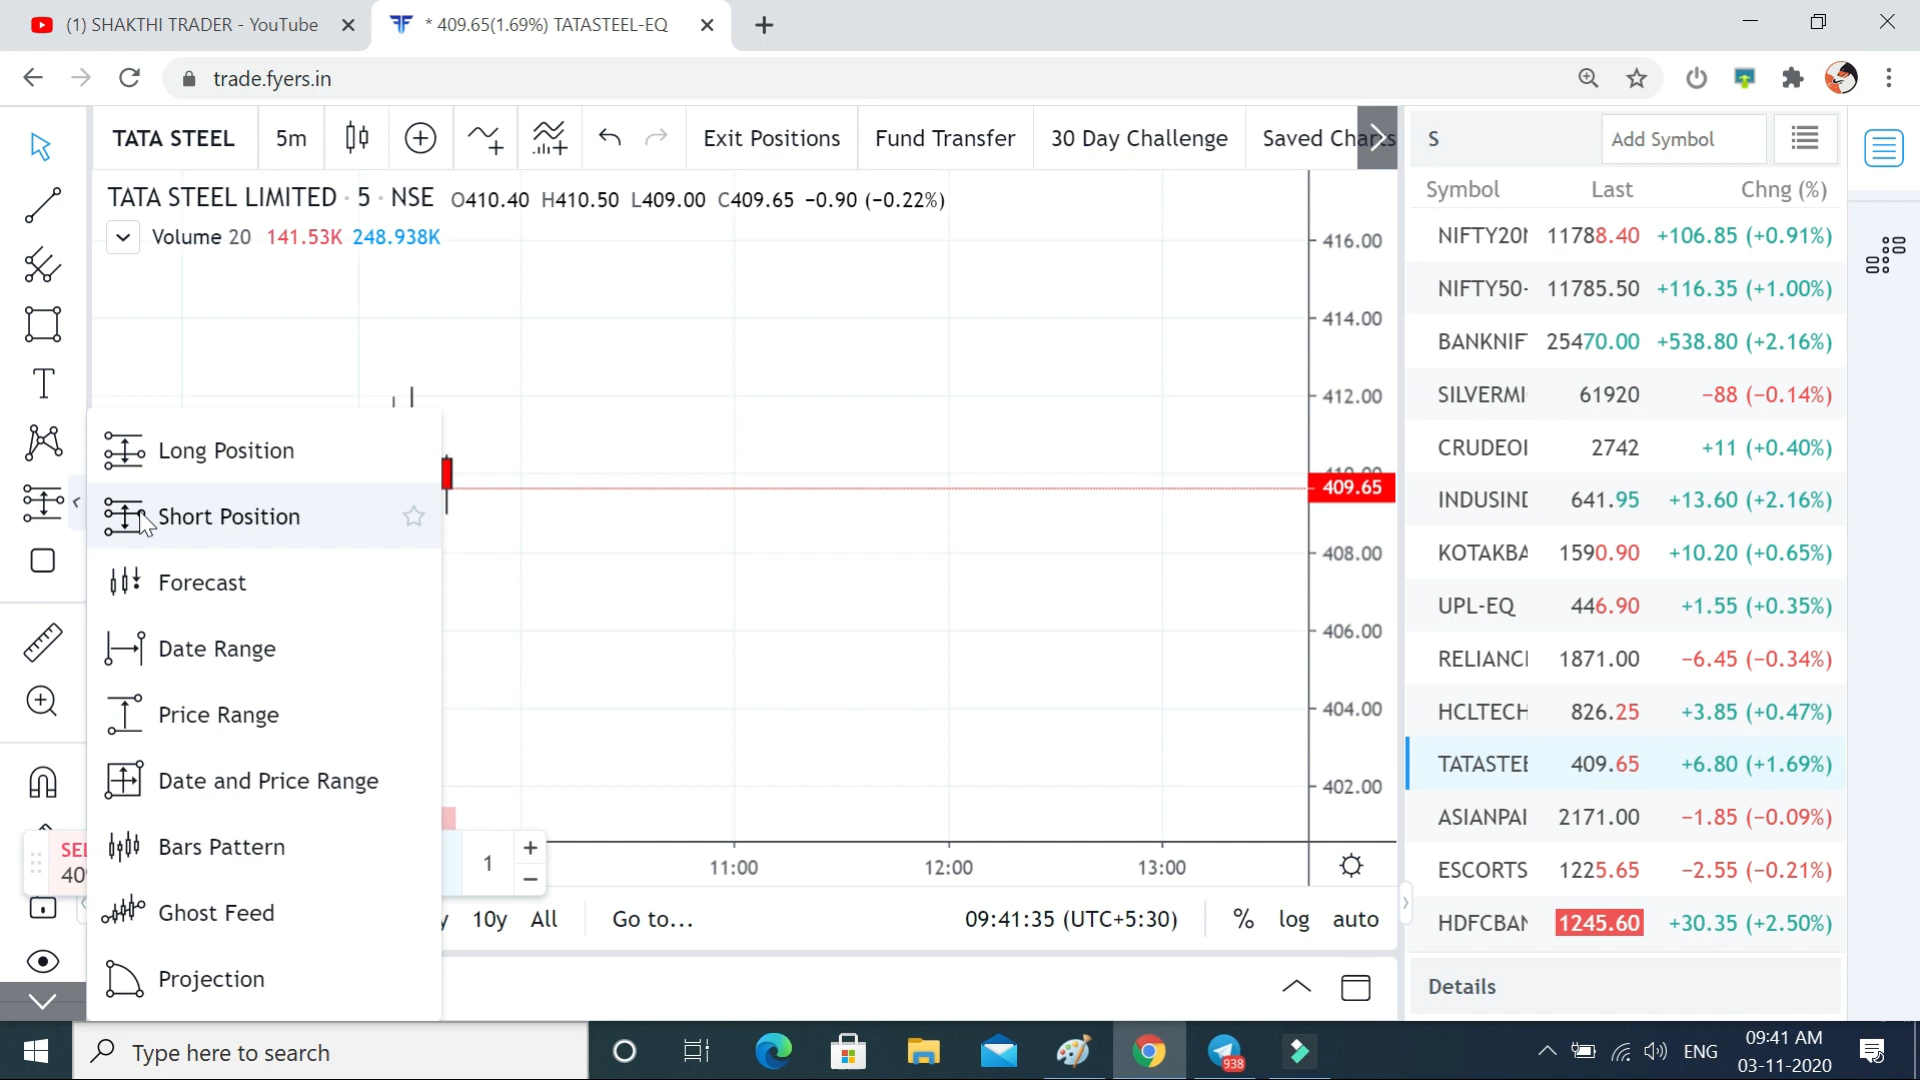 (1) SHAKTHI TRADER - YouTube
* 409.65(1.69%) TATASTEEL-EQ
trade.fyers.in
TATA STEEL 5m Exit Positions Fund Transfer 30 Day Challenge Saved Charts
TATA STEEL LIMITED · 5 · NSE O410.40 H410.50 L409.00 C409.65 −0.90 (−0.22%)
Volume 20 141.53K 248.938K
Long Position
Short Position
Forecast
Date Range
Price Range
Date and Price Range
Bars Pattern
Ghost Feed
Projection
416.00
414.00
412.00
410.00
409.65
408.00
406.00
404.00
402.00
1
11:00 12:00 13:00
10y All Go to... 09:41:35 (UTC+5:30) % log auto
S Add Symbol
Symbol Last Chng (%)
NIFTY20 11788.40 +106.85 (+0.91%)
NIFTY50- 11785.50 +116.35 (+1.00%)
BANKNIF 25470.00 +538.80 (+2.16%)
SILVERMI 61920 −88 (−0.14%)
CRUDEOI 2742 +11 (+0.40%)
INDUSIND 641.95 +13.60 (+2.16%)
KOTAKBA 1590.90 +10.20 (+0.65%)
UPL-EQ 446.90 +1.55 (+0.35%)
RELIANCI 1871.00 −6.45 (−0.34%)
HCLTECH 826.25 +3.85 (+0.47%)
TATASTEE 409.65 +6.80 (+1.69%)
ASIANPAI 2171.00 −1.85 (−0.09%)
ESCORTS 1225.65 −2.55 (−0.21%)
HDFCBAN 1245.60 +30.35 (+2.50%)
Details
Type here to search
938
ENG
09:41 AM
03-11-2020